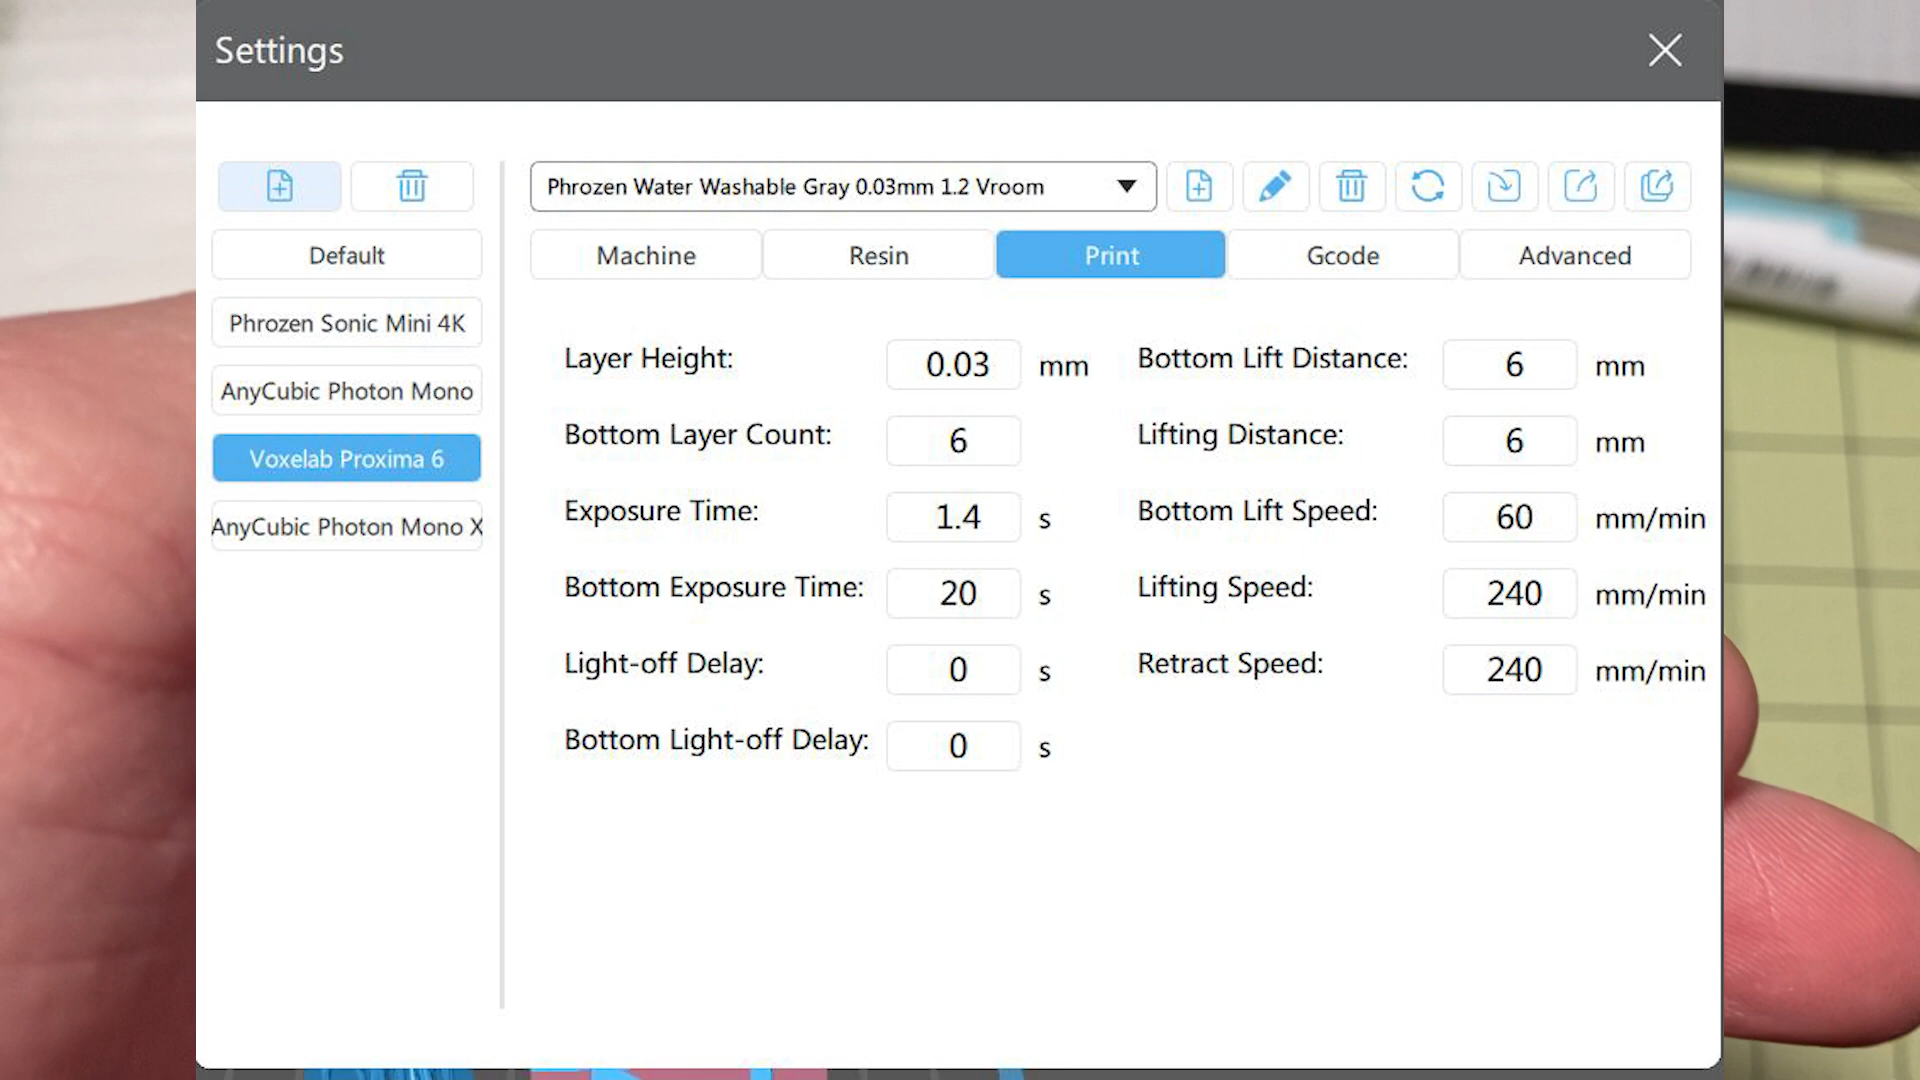 Settings
Phrozen Water Washable Gray 0.03mm 1.2 Vroom
Default
Phrozen Sonic Mini 4K
AnyCubic Photon Mono
Voxelab Proxima 6
AnyCubic Photon Mono X
Machine
Resin
Print
Gcode
Advanced
Layer Height: 0.03 mm
Bottom Layer Count: 6
Exposure Time: 1.4 s
Bottom Exposure Time: 20 s
Light-off Delay: 0 s
Bottom Light-off Delay: 0 s
Bottom Lift Distance: 6 mm
Lifting Distance: 6 mm
Bottom Lift Speed: 60 mm/min
Lifting Speed: 240 mm/min
Retract Speed: 240 mm/min